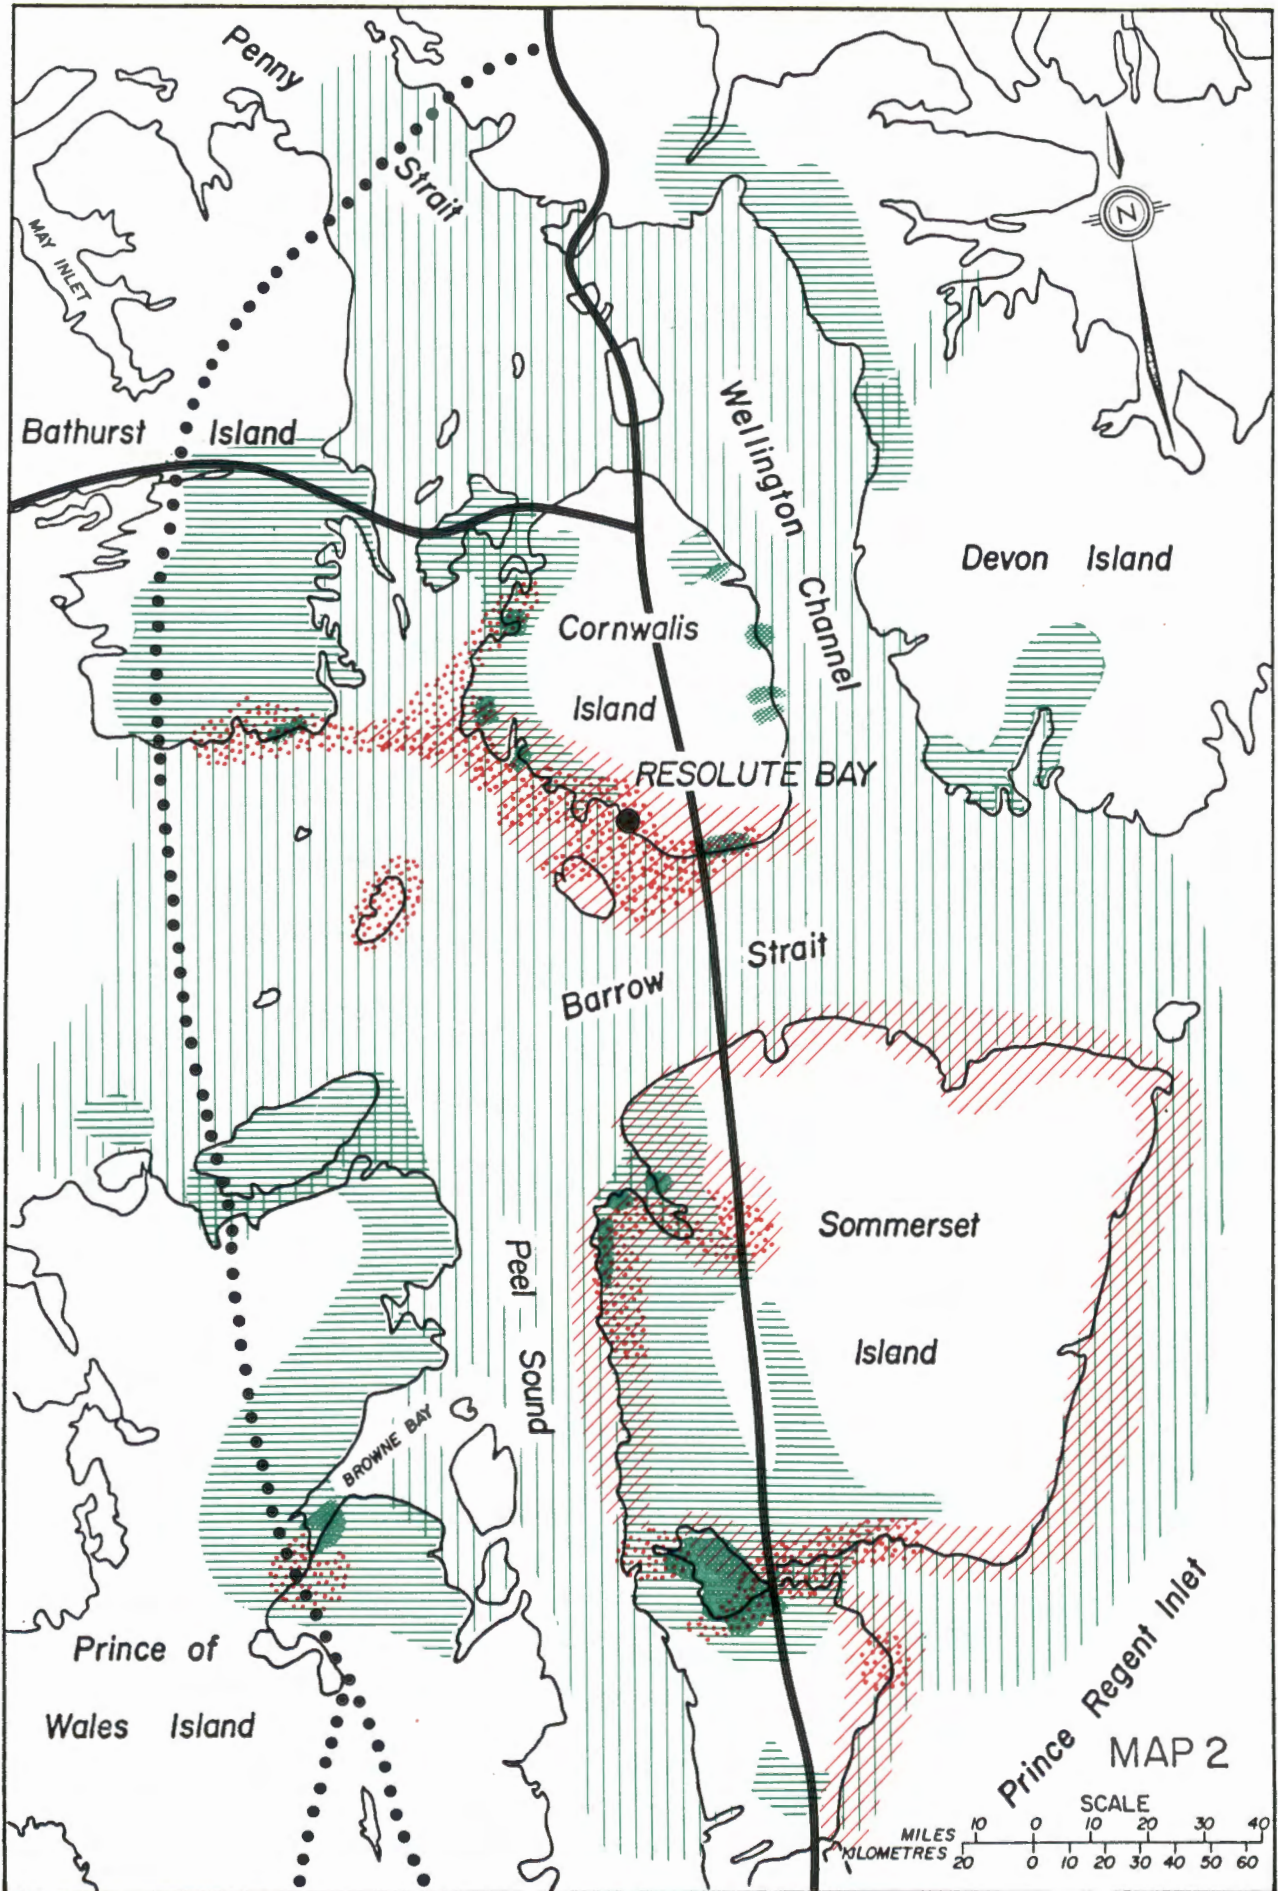 Penny
Strait
N
MAY INLET
Bathurst Island
Wellington
Channel
Devon Island
Cornwalis
Island
RESOLUTE BAY
Strait
Barrow
Sommerset
Island
Peel
Sound
BROWNE BAY
Prince of
Wales Island
Prince Regent Inlet
MAP 2
SCALE
MILES 10 0 10 20 30 40
KILOMETRES 20 0 10 20 30 40 50 60